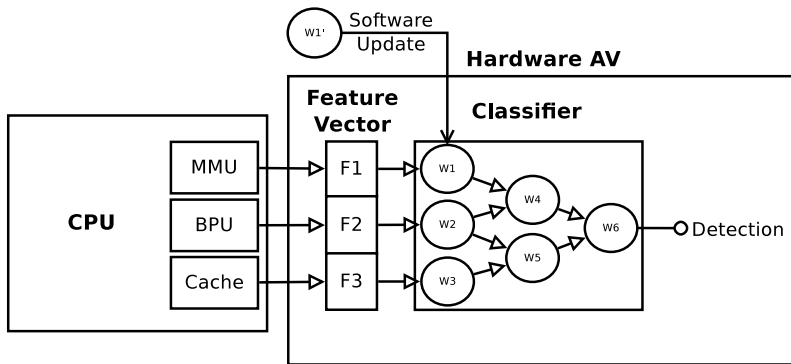 W1'
Software
Update
Hardware AV
Feature
Vector
Classifier
CPU
MMU
BPU
Cache
F1
F2
F3
W1
W2
W3
W4
W5
W6
Detection